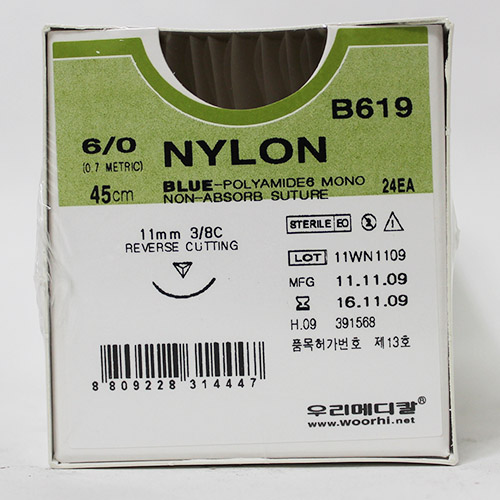 B619
6/0
(0.7 METRIC)
45cm
NYLON
BLUE-POLYAMIDE6 MONO
NON-ABSORB SUTURE
24EA
11mm 3/8C
REVERSE CUTTING
STERILE EO
LOT 11WN1109
MFG 11.11.09
16.11.09
H.09 391568
품목허가번호 제13호
8 809228 314447
우리메디칼®
www.woorhi.net